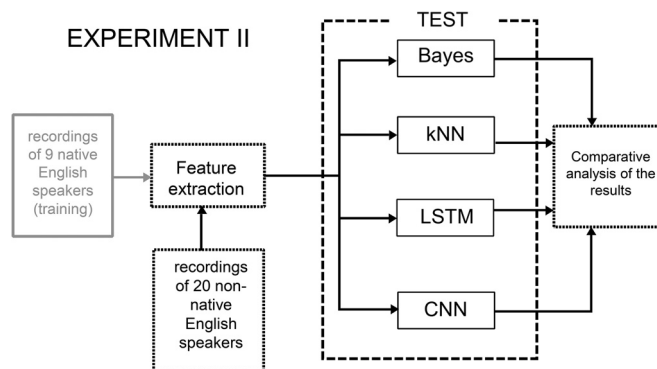 EXPERIMENT II
TEST
Bayes
kNN
LSTM
CNN
recordings
of 9 native
English
speakers
(training)
Feature
extraction
recordings
of 20 non-
native
English
speakers
Comparative
analysis of the
results